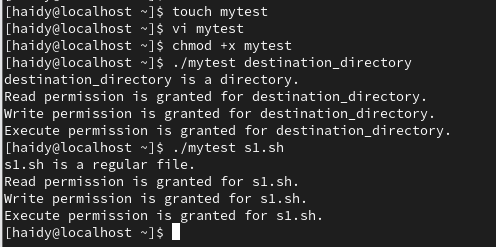 [haidy@localhost ~]$ touch mytest
[haidy@localhost ~]$ vi mytest
[haidy@localhost ~]$ chmod +x mytest
[haidy@localhost ~]$ ./mytest destination_directory
destination_directory is a directory.
Read permission is granted for destination_directory.
Write permission is granted for destination_directory.
Execute permission is granted for destination_directory.
[haidy@localhost ~]$ ./mytest s1.sh
s1.sh is a regular file.
Read permission is granted for s1.sh.
Write permission is granted for s1.sh.
Execute permission is granted for s1.sh.
[haidy@localhost ~]$